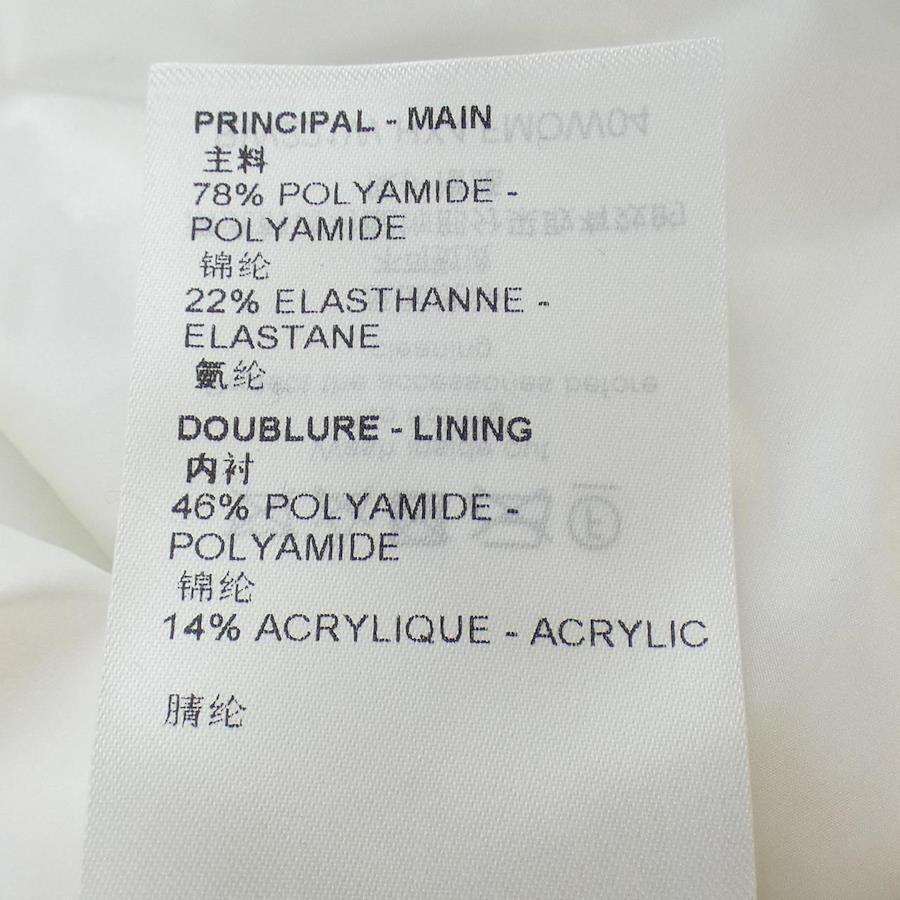 PRINCIPAL - MAIN
主料
78% POLYAMIDE -
POLYAMIDE
锦纶
22% ELASTHANNE -
ELASTANE
氨纶
DOUBLURE - LINING
内衬
46% POLYAMIDE -
POLYAMIDE
锦纶
14% ACRYLIQUE - ACRYLIC
腈纶